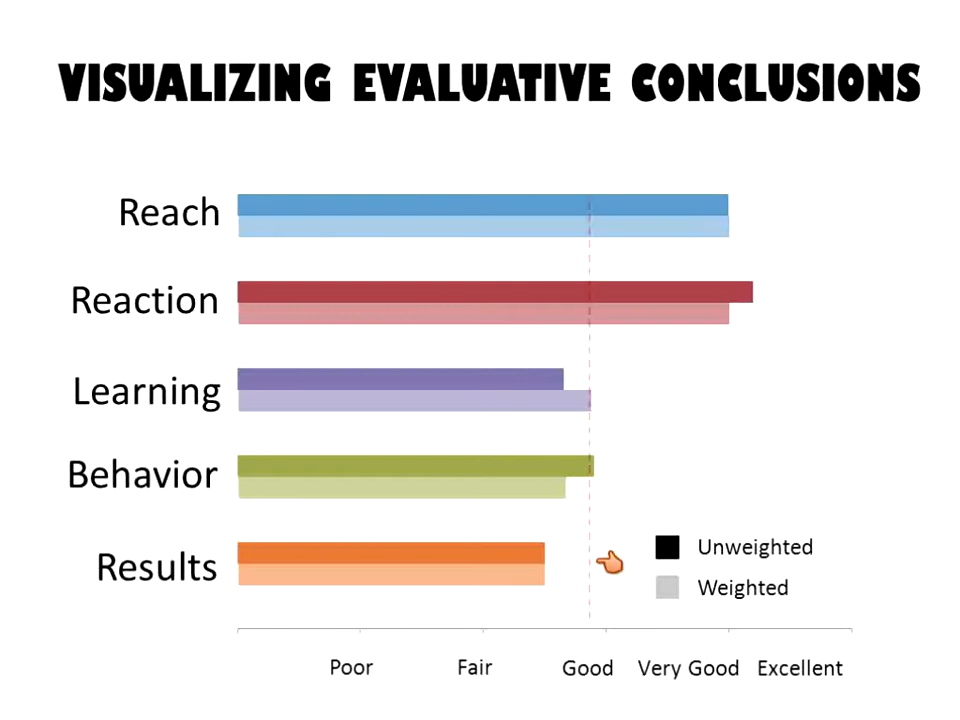 VISUALIZING EVALUATIVE CONCLUSIONS
Reach
Reaction
Learning
Behavior
Results
Unweighted
Weighted
Poor Fair Good Very Good Excellent